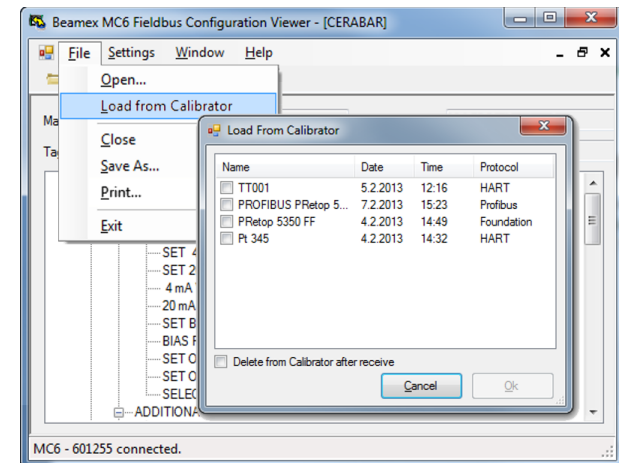 Beamex MC6 Fieldbus Configuration Viewer - [CERABAR]
File Settings Window Help
Open...
Load from Calibrator
Close
Save As...
Print...
Exit
Load From Calibrator
Name Date Time Protocol
TT001 5.2.2013 12:16 HART
PROFIBUS PRetop 5... 7.2.2013 15:23 Profibus
PRetop 5350 FF 4.2.2013 14:49 Foundation
Pt 345 4.2.2013 14:32 HART
Delete from Calibrator after receive
Cancel Ok
Ma
Ta
SET 4
SET 2
4 mA
20 mA
SET B
BIAS
SET O
SET O
SELEC
ADDITIONA
MC6 - 601255 connected.